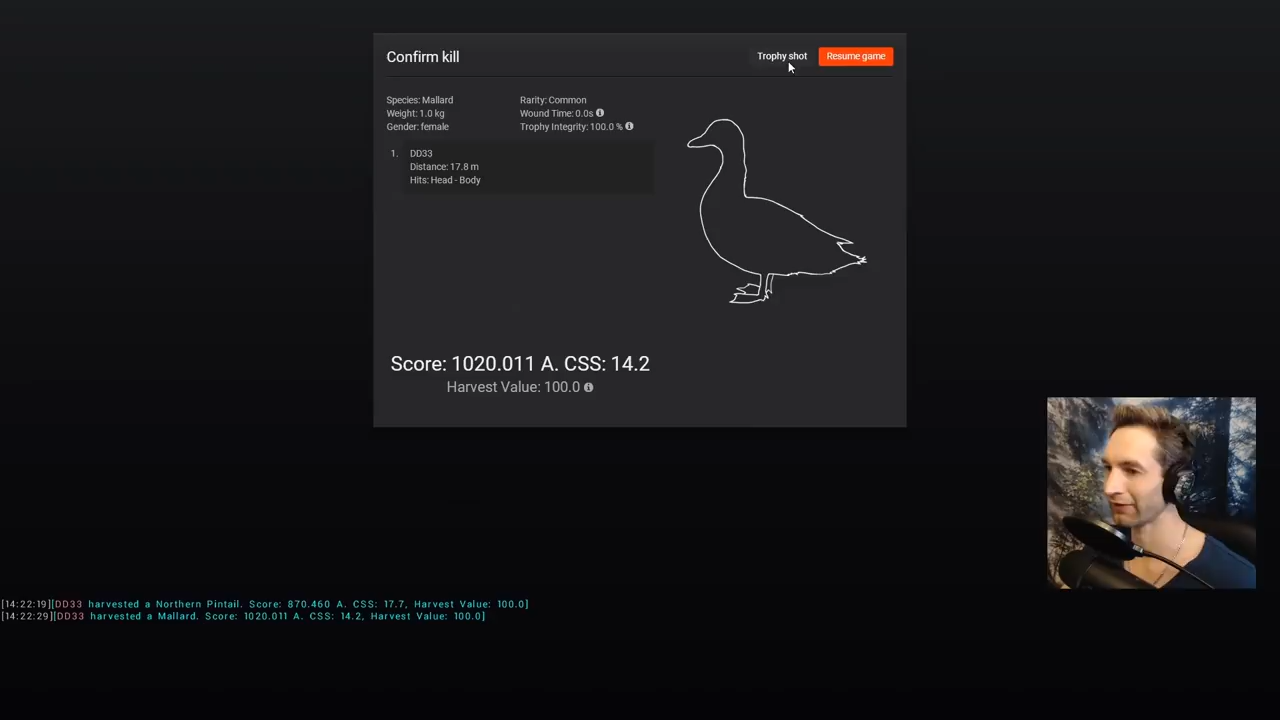 Confirm kill
Trophy shot
Resume game
Species: Mallard
Rarity: Common
Weight: 1.0 kg
Wound Time: 0.0s
Gender: female
Trophy Integrity: 100.0 %
1. DD33
Distance: 17.8 m
Hits: Head - Body
Score: 1020.011 A. CSS: 14.2
Harvest Value: 100.0
[14:22:19][DD33 harvested a Northern Pintail. Score: 870.460 A. CSS: 17.7, Harvest Value: 100.0]
[14:22:29][DD33 harvested a Mallard. Score: 1020.011 A. CSS: 14.2, Harvest Value: 100.0]